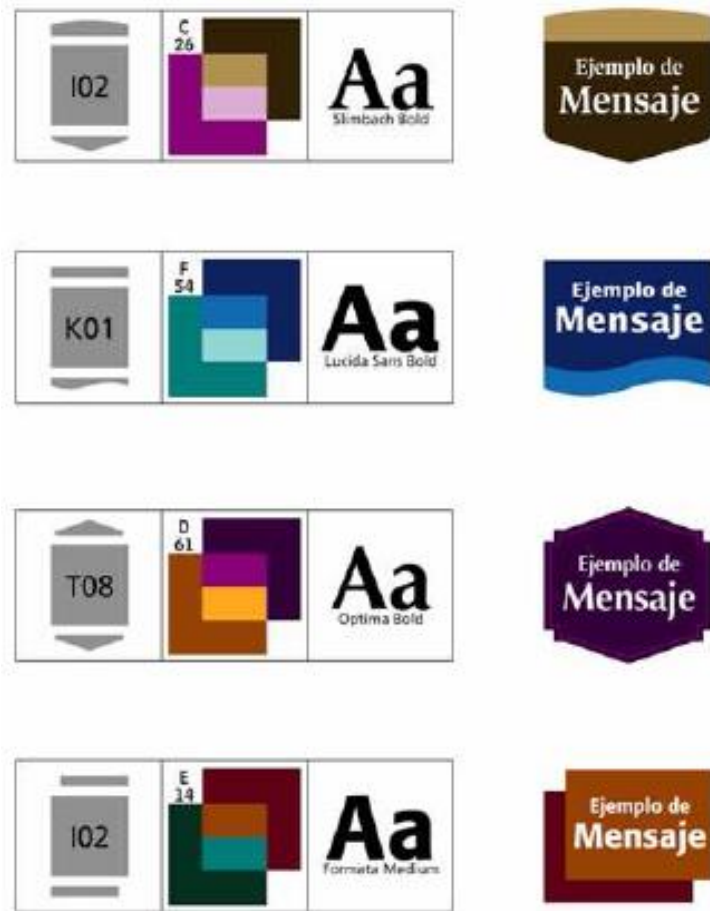 I02
C
26
Aa
Slimbach Bold
Ejemplo de
Mensaje
K01
F
54
Aa
Lucida Sans Bold
Ejemplo de
Mensaje
T08
D
61
Aa
Optima Bold
Ejemplo de
Mensaje
I02
E
14
Aa
Formata Medium
Ejemplo de
Mensaje